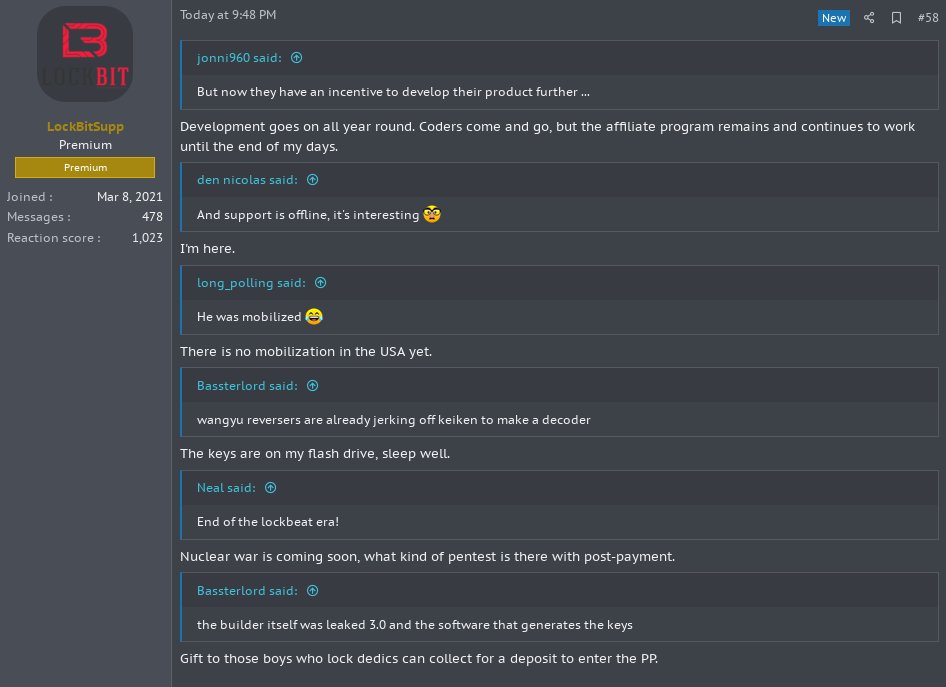 LOCKBIT
LockBitSupp
Premium
Premium
Joined : Mar 8, 2021
Messages : 478
Reaction score : 1,023
Today at 9:48 PM New #58
jonni960 said:
But now they have an incentive to develop their product further ...
Development goes on all year round. Coders come and go, but the affiliate program remains and continues to work
until the end of my days.
den nicolas said:
And support is offline, it's interesting
I'm here.
long_polling said:
He was mobilized
There is no mobilization in the USA yet.
Bassterlord said:
wangyu reversers are already jerking off keiken to make a decoder
The keys are on my flash drive, sleep well.
Neal said:
End of the lockbeat era!
Nuclear war is coming soon, what kind of pentest is there with post-payment.
Bassterlord said:
the builder itself was leaked 3.0 and the software that generates the keys
Gift to those boys who lock dedics can collect for a deposit to enter the PP.